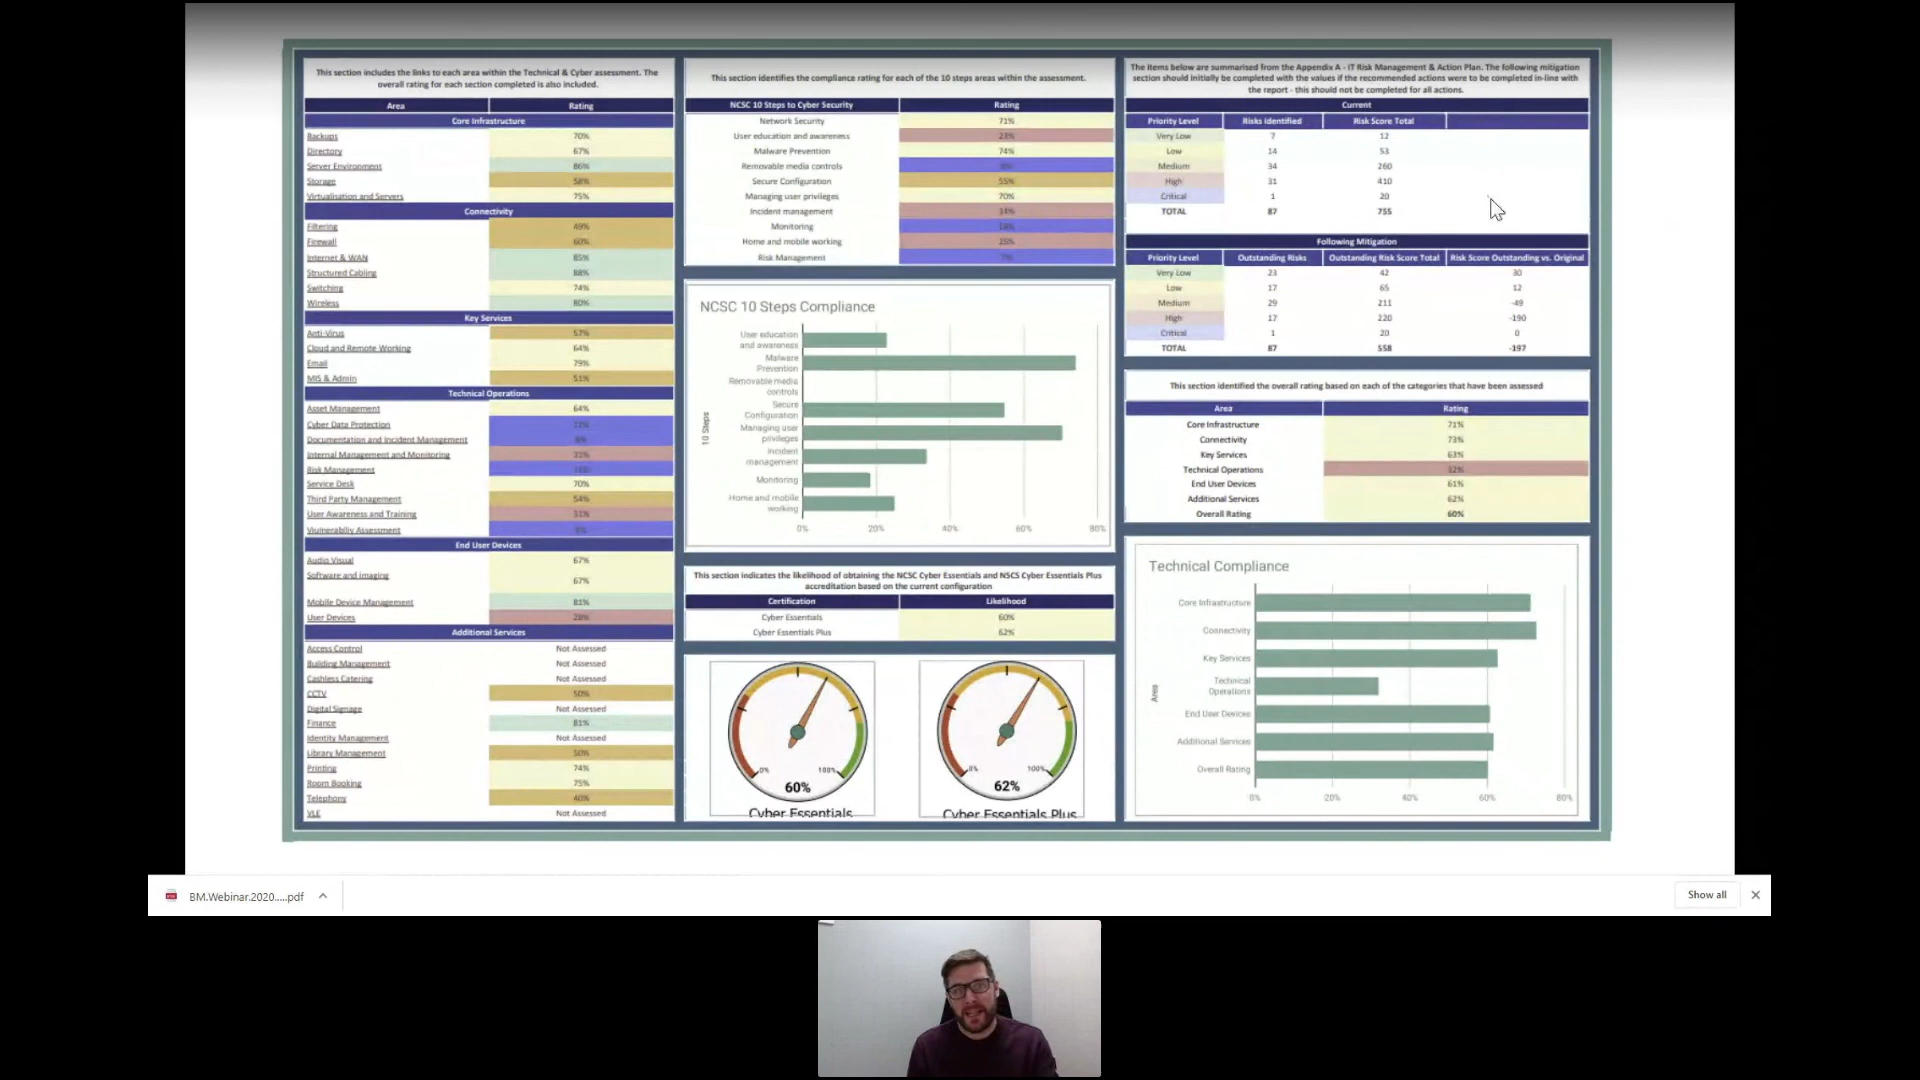 This section includes the links to each area within the Technical & Cyber assessment. The
overall rating for each section completed is also included.
Area Rating
Core Infrastructure
Backups 70%
Directory 67%
Server Environment 86%
Storage 58%
Virtualisation and Servers 75%
Connectivity
Filtering 49%
Firewall 60%
Internet & WAN 85%
Structured Cabling 88%
Switching 74%
Wireless 80%
Key Services
Anti-Virus 57%
Cloud and Remote Working 64%
Email 79%
MIS & Admin 51%
Technical Operations
Asset Management 64%
Cyber Data Protection
Documentation and Incident Management
Internal Management and Monitoring
Risk Management
Service Desk 70%
Third Party Management 54%
User Awareness and Training 31%
Vulnerability Assessment
End User Devices
Audio Visual 67%
Software and imaging 67%
Mobile Device Management 81%
User Devices 28%
Additional Services
Access Control Not Assessed
Building Management Not Assessed
Cashless Catering Not Assessed
CCTV 50%
Digital Signage Not Assessed
Finance 81%
Identity Management Not Assessed
Library Management 50%
Printing 74%
Room Booking 75%
Telephony 40%
VLE Not Assessed
This section identifies the compliance rating for each of the 10 steps areas within the assessment.
NCSC 10 Steps to Cyber Security Rating
Network Security 71%
User education and awareness 23%
Malware Prevention 74%
Removable media controls
Secure Configuration 55%
Managing user privileges 70%
Incident management
Monitoring
Home and mobile working 25%
Risk Management
NCSC 10 Steps Compliance
10 Steps
User education
and awareness
Malware
Prevention
Removable media
controls
Secure
Configuration
Managing user
privileges
Incident
management
Monitoring
Home and mobile
working
0% 20% 40% 60% 80%
This section indicates the likelihood of obtaining the NCSC Cyber Essentials and NSCS Cyber Essentials Plus
accreditation based on the current configuration
Certification Likelihood
Cyber Essentials 60%
Cyber Essentials Plus 62%
0% 100%
60%
Cyber Essentials
0% 100%
62%
Cyber Essentials Plus
The items below are summarised from the Appendix A - IT Risk Management & Action Plan. The following mitigation
section should initially be completed with the values if the recommended actions were to be completed in-line with
the report - this should not be completed for all actions.
Current
Priority Level Risks Identified Risk Score Total
Very Low 7 12
Low 14 53
Medium 34 260
High 31 410
Critical 1 20
TOTAL 87 755
Following Mitigation
Priority Level Outstanding Risks Outstanding Risk Score Total Risk Score Outstanding vs. Original
Very Low 23 42 30
Low 17 65 12
Medium 29 211 -49
High 17 220 -190
Critical 1 20 0
TOTAL 87 558 -197
This section identified the overall rating based on each of the categories that have been assessed
Area Rating
Core Infrastructure 71%
Connectivity 73%
Key Services 63%
Technical Operations 32%
End User Devices 61%
Additional Services 62%
Overall Rating 60%
Technical Compliance
Area
Core Infrastructure
Connectivity
Key Services
Technical
Operations
End User Devices
Additional Services
Overall Rating
0% 20% 40% 60% 80%
BM.Webinar.2020.....pdf
Show all